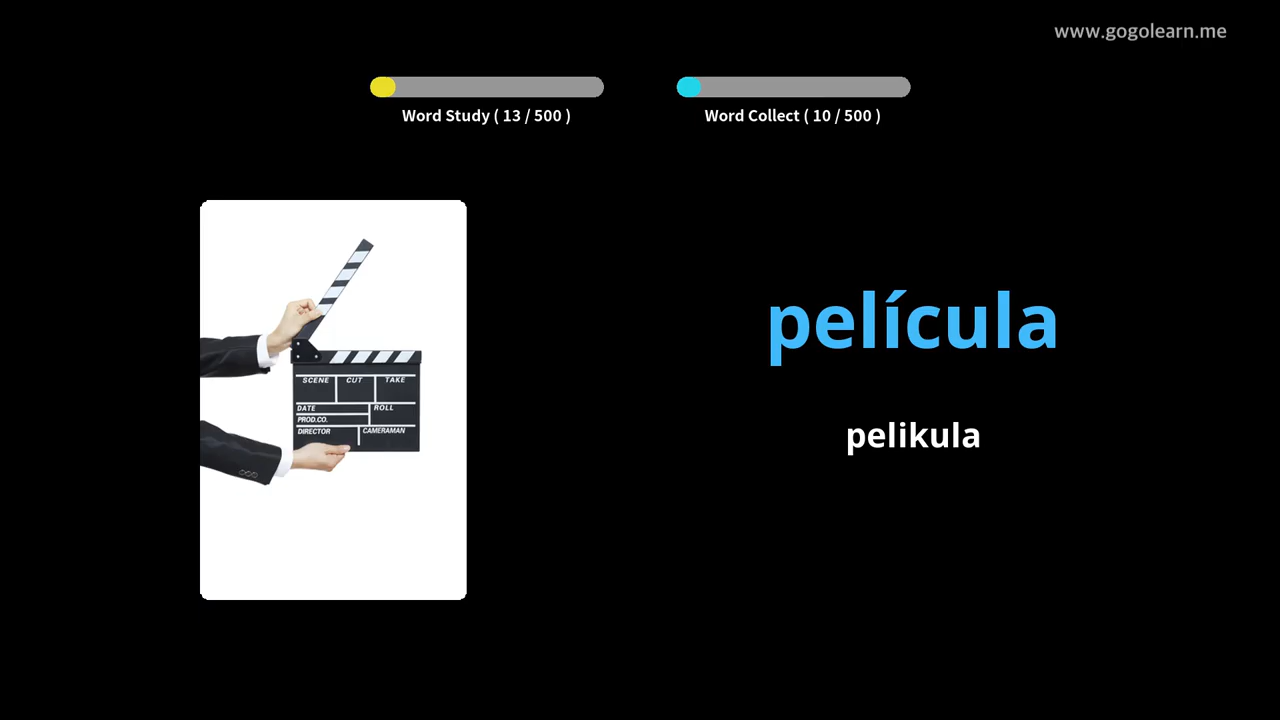 www.gogolearn.me
Word Study ( 13 / 500 )
Word Collect ( 10 / 500 )
película
pelikula
SCENE CUT TAKE
DATE ROLL
PROD.CO.
DIRECTOR CAMERAMAN